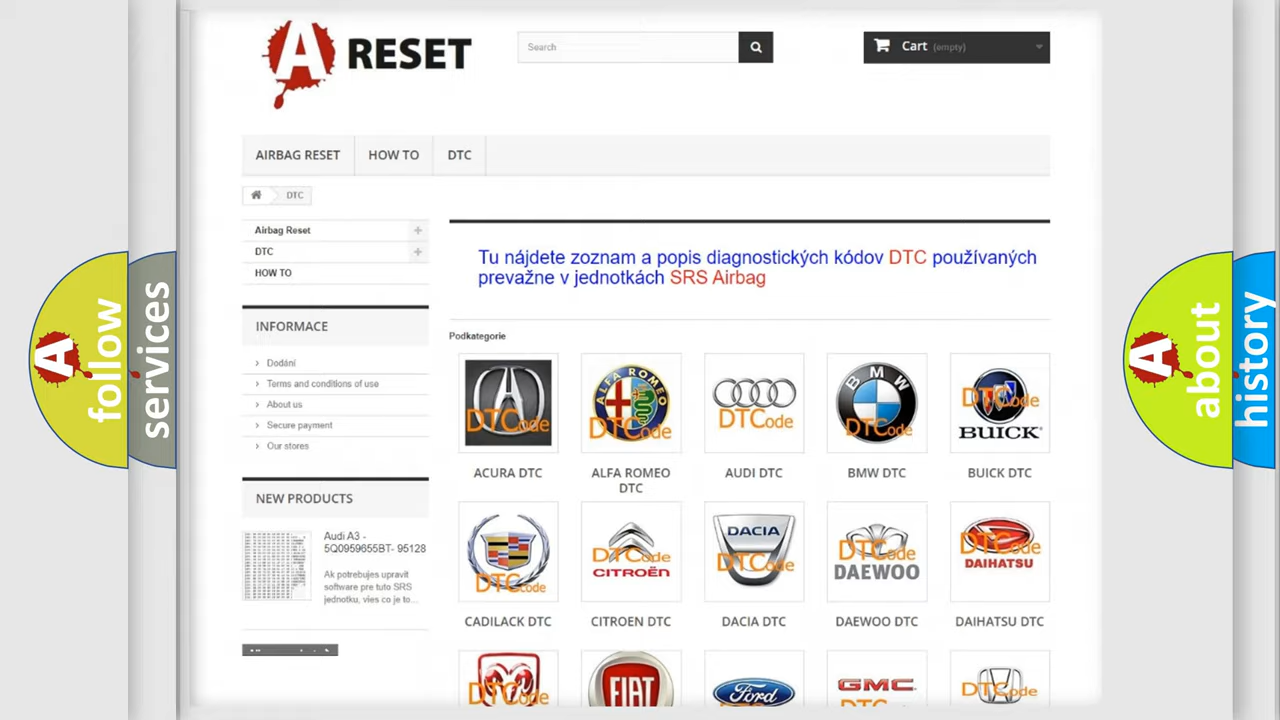 A RESET
Search
Cart (empty)
AIRBAG RESET
HOW TO
DTC
DTC
Airbag Reset
DTC
HOW TO
INFORMACE
Dodání
Terms and conditions of use
About us
Secure payment
Our stores
NEW PRODUCTS
Audi A3 -
5Q0959655BT- 95128
Ak potrebujes upravit
software pre tuto SRS
jednotku, vies co je to...
Tu nájdete zoznam a popis diagnostických kódov DTC používaných
prevažne v jednotkách SRS Airbag
Podkategorie
DTCode
ALFA ROMEO
DTCode
DTCode
BMW
DTCode
DTCode
BUICK
ACURA DTC
ALFA ROMEO
DTC
AUDI DTC
BMW DTC
BUICK DTC
DTCode
DTCode
CITROËN
DACIA
DTCode
DTCode
DAEWOO
DTCode
DAIHATSU
CADILACK DTC
CITROEN DTC
DACIA DTC
DAEWOO DTC
DAIHATSU DTC
DTCode
FIAT
Ford
GMC
DTCode
A follow
services
A about
history